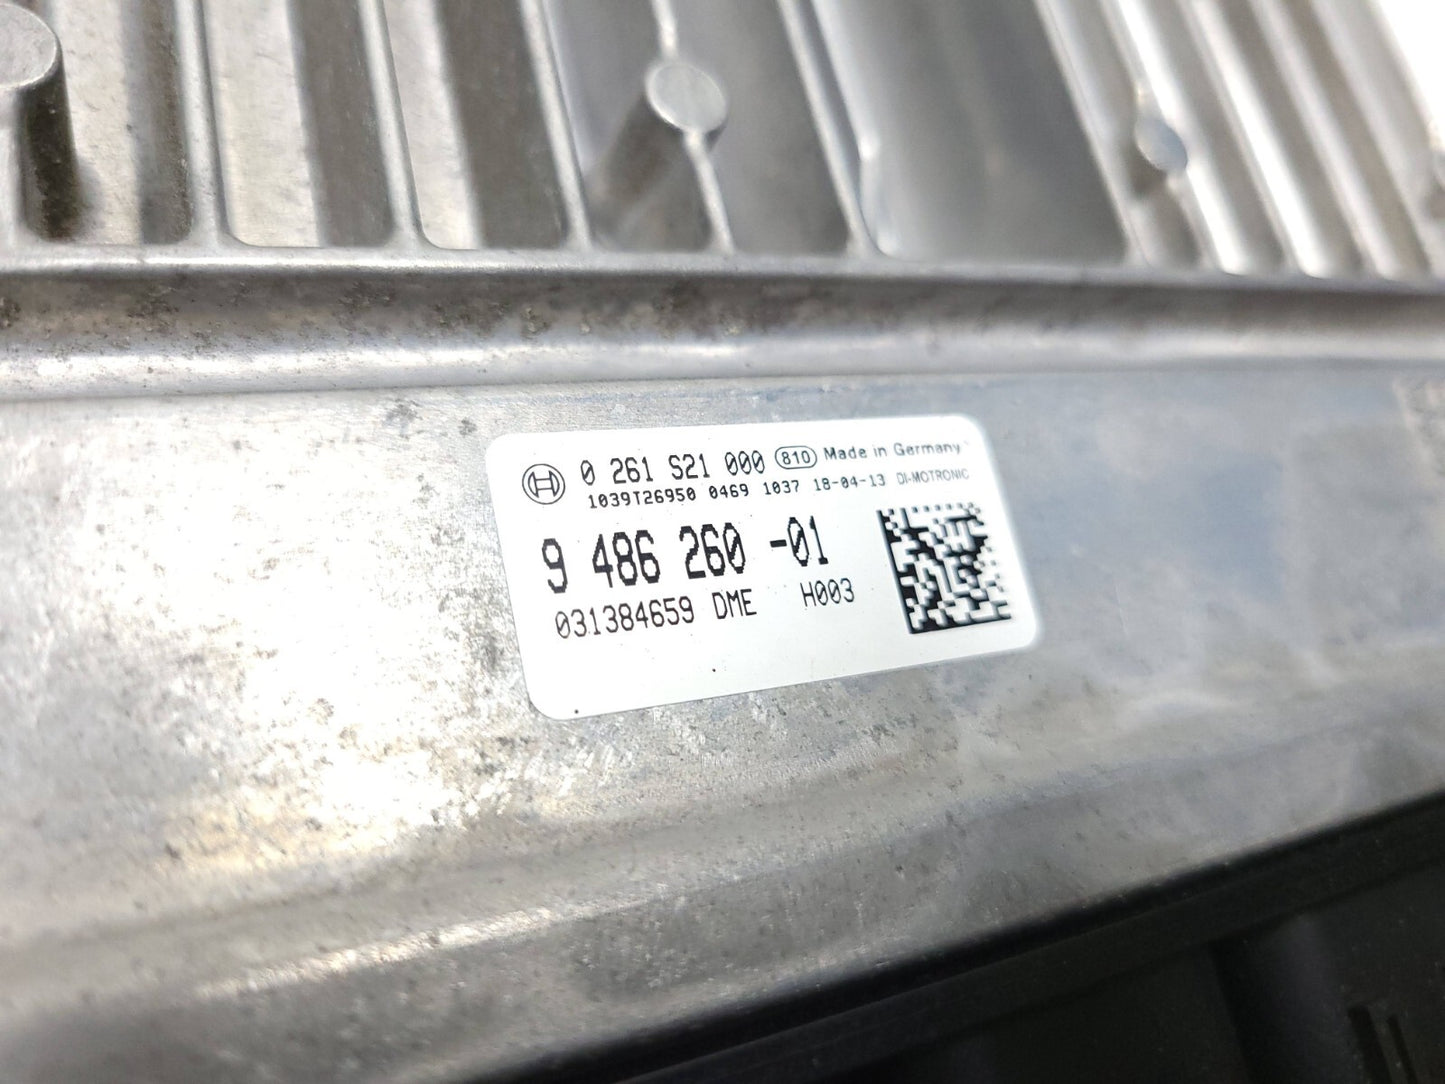 0 261 S21 000 810 Made in Germany
1039T26950 0469 1037 18-04-13 DI-MOTRONIC
9 486 260 -01
031384659 DME H003